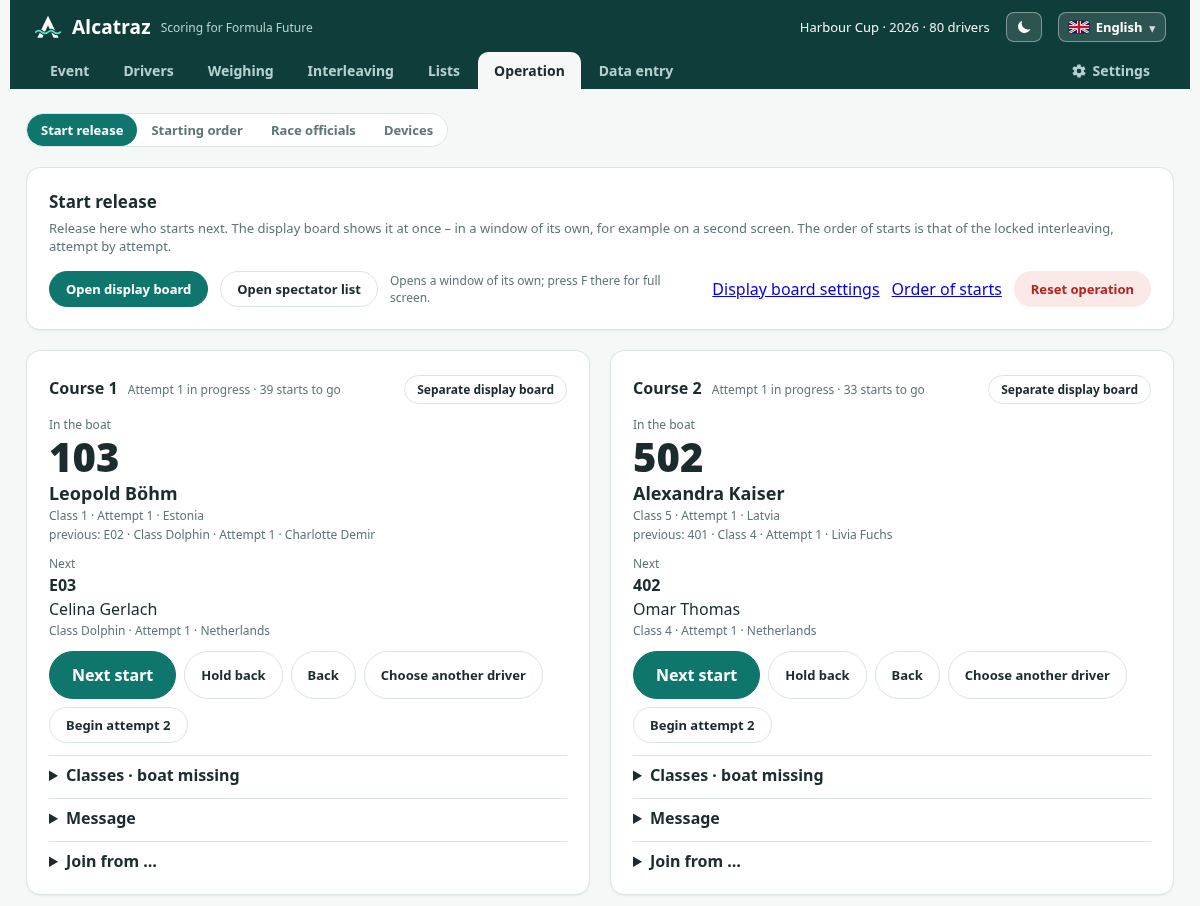 Alcatraz Scoring for Formula Future
Harbour Cup · 2026 · 80 drivers
English ▾
Event Drivers Weighing Interleaving Lists Operation Data entry Settings
Start release Starting order Race officials Devices
Start release
Release here who starts next. The display board shows it at once – in a window of its own, for example on a second screen. The order of starts is that of the locked interleaving,
attempt by attempt.
Open display board Open spectator list
Opens a window of its own; press F there for full
screen.
Display board settings Order of starts Reset operation
Course 1 Attempt 1 in progress · 39 starts to go Separate display board
In the boat
103
Leopold Böhm
Class 1 · Attempt 1 · Estonia
previous: E02 · Class Dolphin · Attempt 1 · Charlotte Demir
Next
E03
Celina Gerlach
Class Dolphin · Attempt 1 · Netherlands
Next start Hold back Back Choose another driver
Begin attempt 2
Classes · boat missing
Message
Join from …
Course 2 Attempt 1 in progress · 33 starts to go Separate display board
In the boat
502
Alexandra Kaiser
Class 5 · Attempt 1 · Latvia
previous: 401 · Class 4 · Attempt 1 · Livia Fuchs
Next
402
Omar Thomas
Class 4 · Attempt 1 · Netherlands
Next start Hold back Back Choose another driver
Begin attempt 2
Classes · boat missing
Message
Join from …